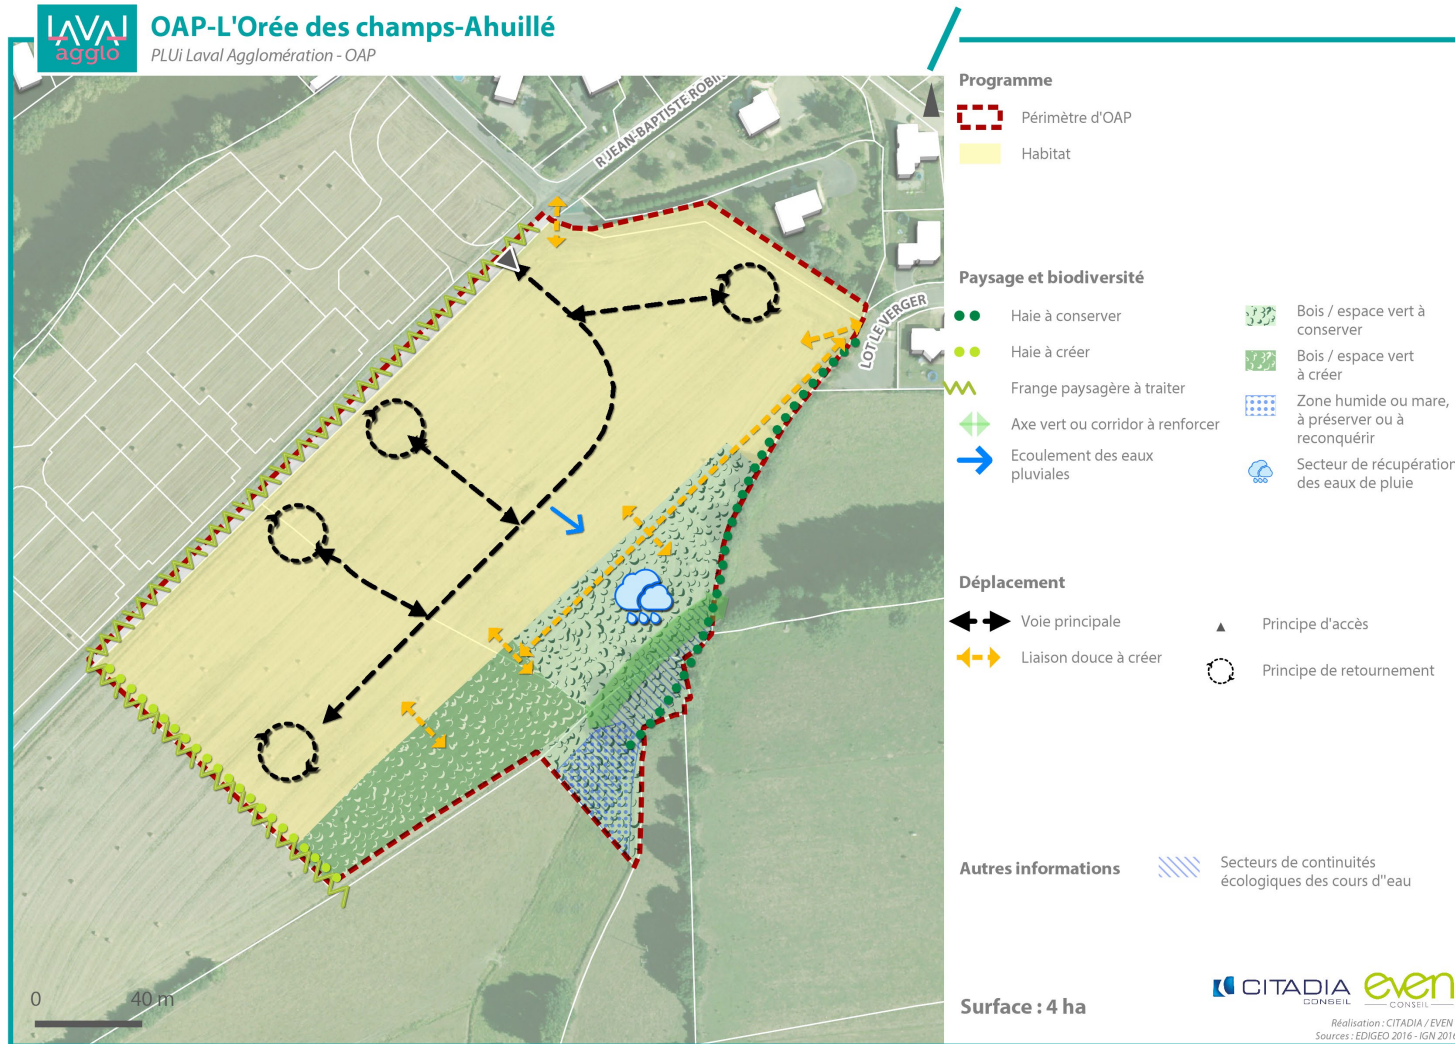 LAVAL
agglo
OAP-L'Orée des champs-Ahuillé
PLUi Laval Agglomération - OAP
R JEAN-BAPTISTE ROBIN
LOT LE VERGER
0 40 m
Programme
Périmètre d'OAP
Habitat
Paysage et biodiversité
Haie à conserver
Haie à créer
Frange paysagère à traiter
Axe vert ou corridor à renforcer
Ecoulement des eaux
pluviales
Bois / espace vert à
conserver
Bois / espace vert
à créer
Zone humide ou mare,
à préserver ou à
reconquérir
Secteur de récupération
des eaux de pluie
Déplacement
Voie principale
Liaison douce à créer
Principe d'accès
Principe de retournement
Autres informations
Secteurs de continuités
écologiques des cours d''eau
Surface : 4 ha
CITADIA
CONSEIL
even
CONSEIL
Réalisation : CITADIA / EVEN
Sources : EDIGEO 2016 - IGN 2016